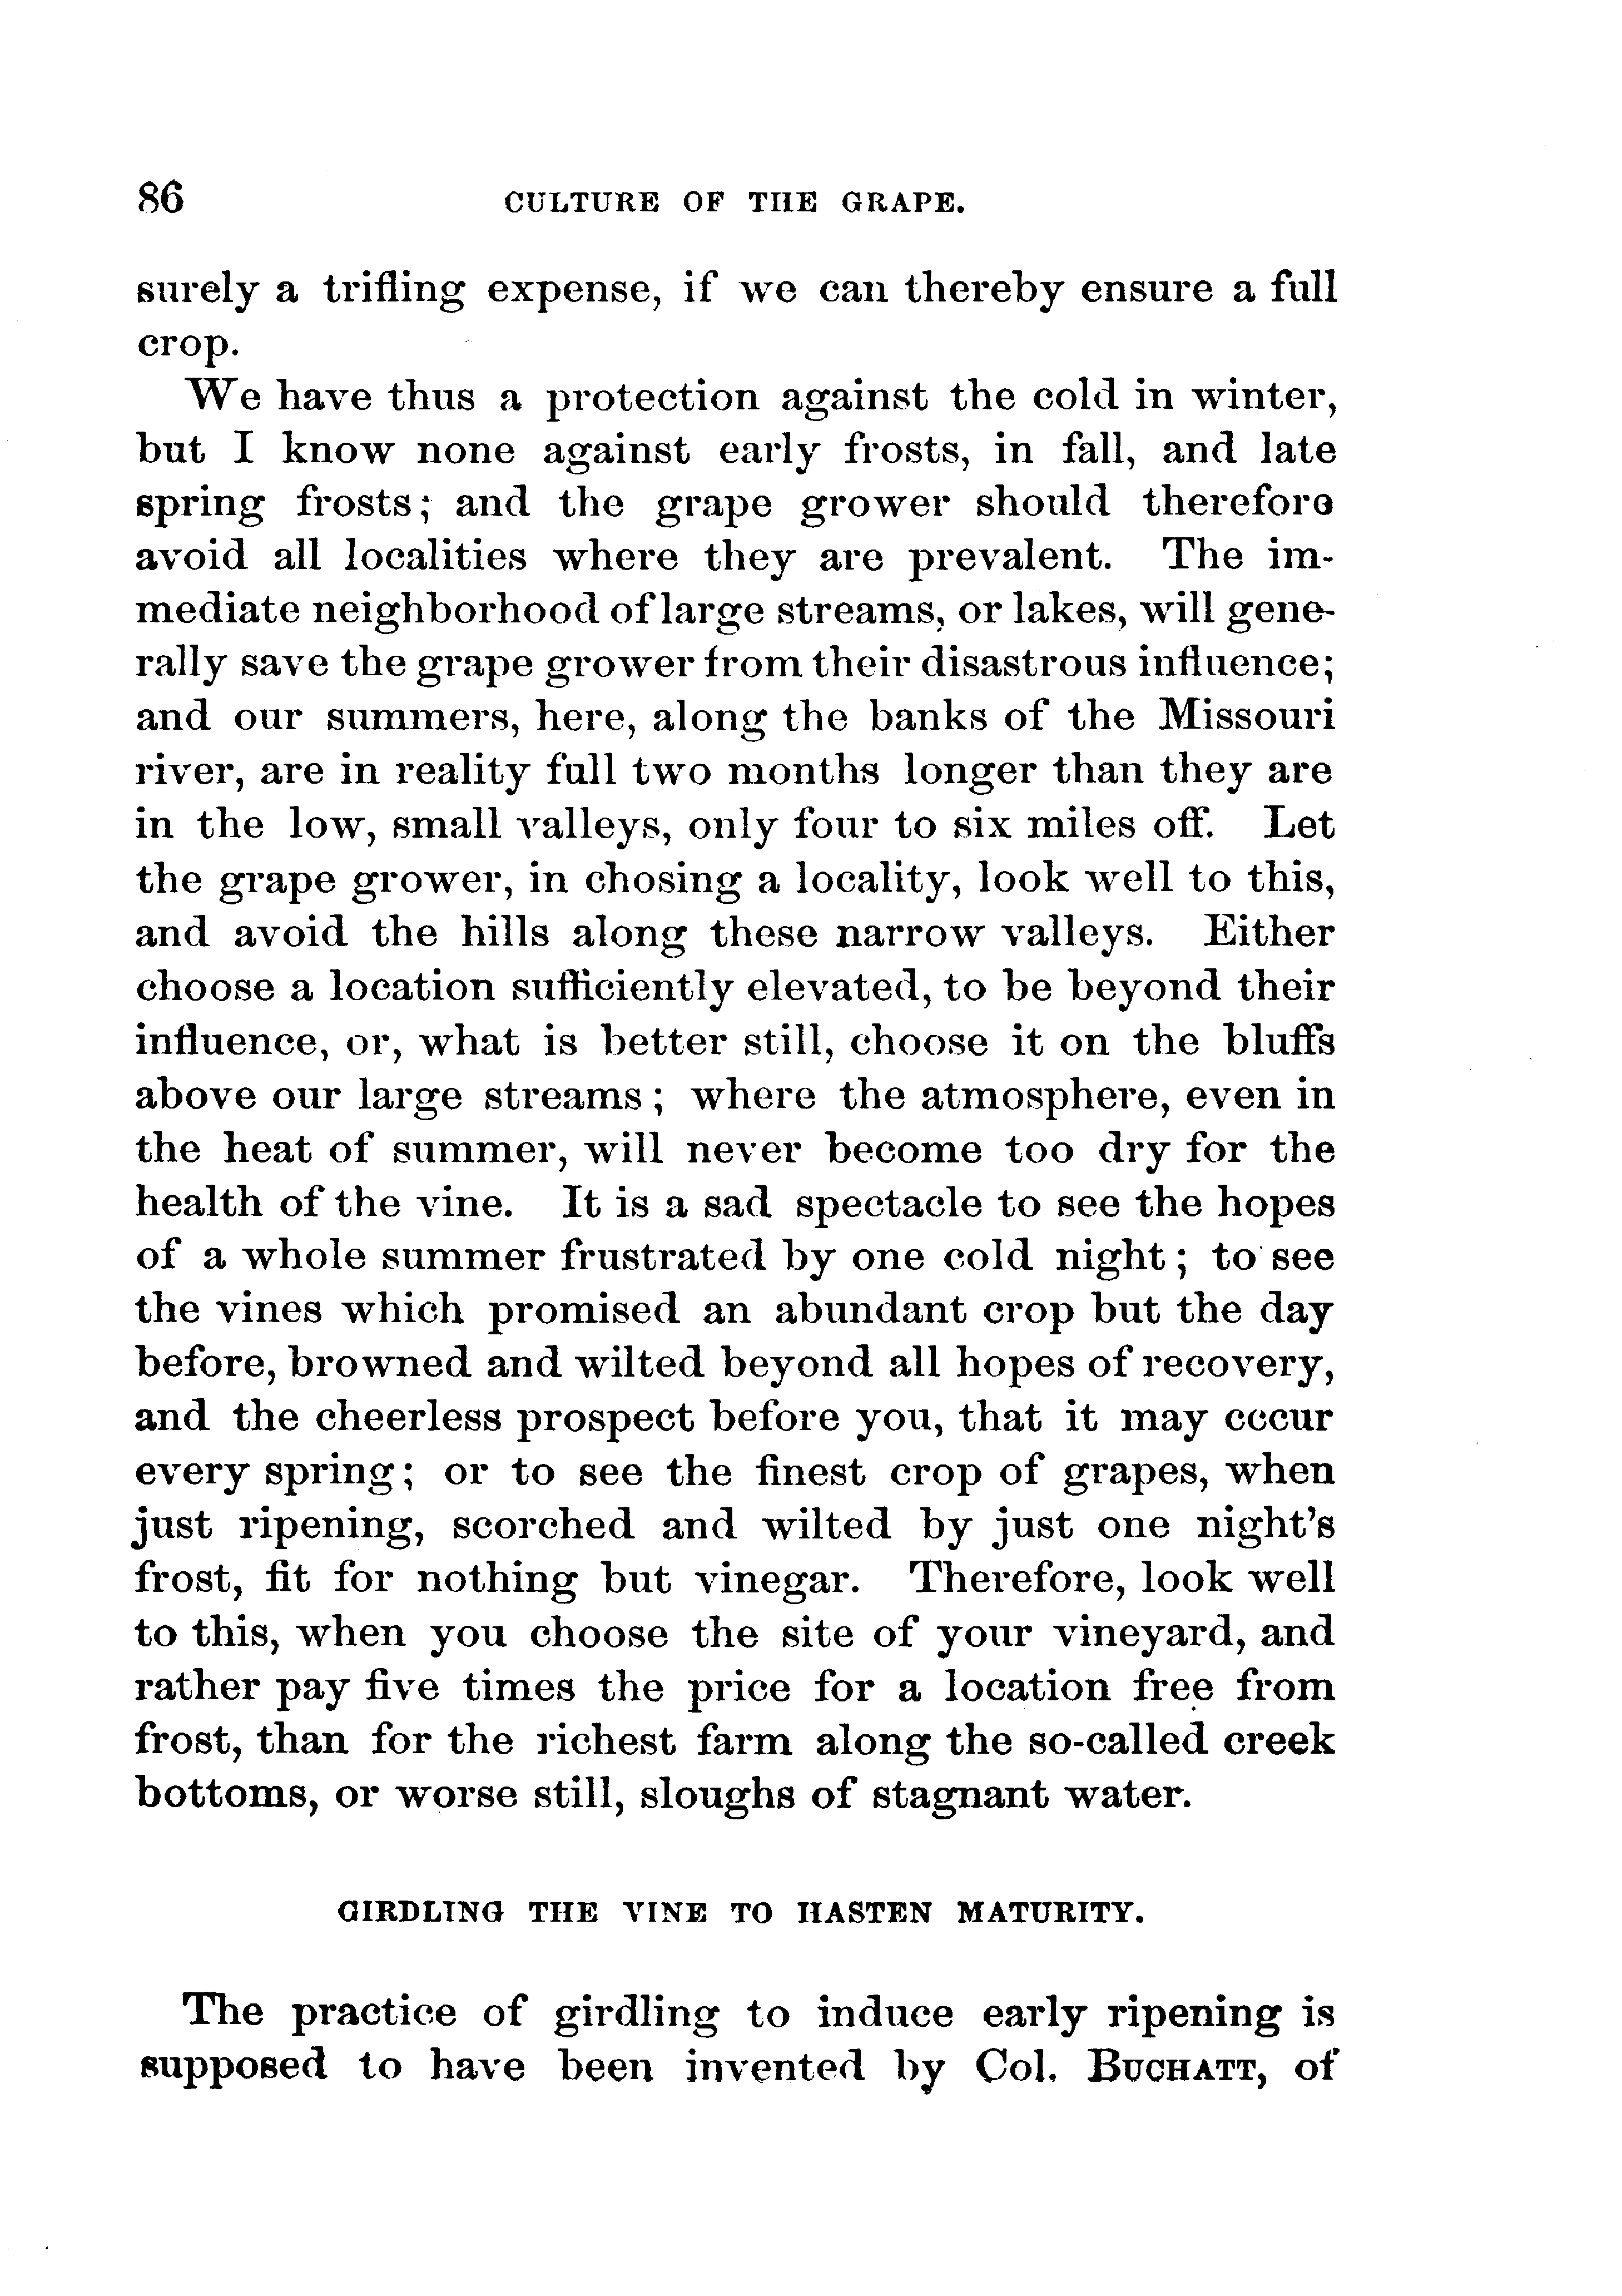 86 CULTURE OF THE GRAPE.
surely a trifling expense, if we can thereby ensure a full
crop.
We have thus a protection against the cold in winter,
but I know none against early frosts, in fall, and late
spring frosts; and the grape grower should therefore
avoid all localities where they are prevalent. The im-
mediate neighborhood of large streams, or lakes, will gene-
rally save the grape grower from their disastrous influence;
and our summers, here, along the banks of the Missouri
river, are in reality full two months longer than they are
in the low, small valleys, only four to six miles off. Let
the grape grower, in chosing a locality, look well to this,
and avoid the hills along these narrow valleys. Either
choose a location sufficiently elevated, to be beyond their
influence, or, what is better still, choose it on the bluffs
above our large streams; where the atmosphere, even in
the heat of summer, will never become too dry for the
health of the vine. It is a sad spectacle to see the hopes
of a whole summer frustrated by one cold night; to see
the vines which promised an abundant crop but the day
before, browned and wilted beyond all hopes of recovery,
and the cheerless prospect before you, that it may cccur
every spring; or to see the finest crop of grapes, when
just ripening, scorched and wilted by just one night's
frost, fit for nothing but vinegar. Therefore, look well
to this, when you choose the site of your vineyard, and
rather pay five times the price for a location free from
frost, than for the richest farm along the so-called creek
bottoms, or worse still, sloughs of stagnant water.
GIRDLING THE VINE TO HASTEN MATURITY.
The practice of girdling to induce early ripening is
supposed to have been invented by Col. BUCHATT, of